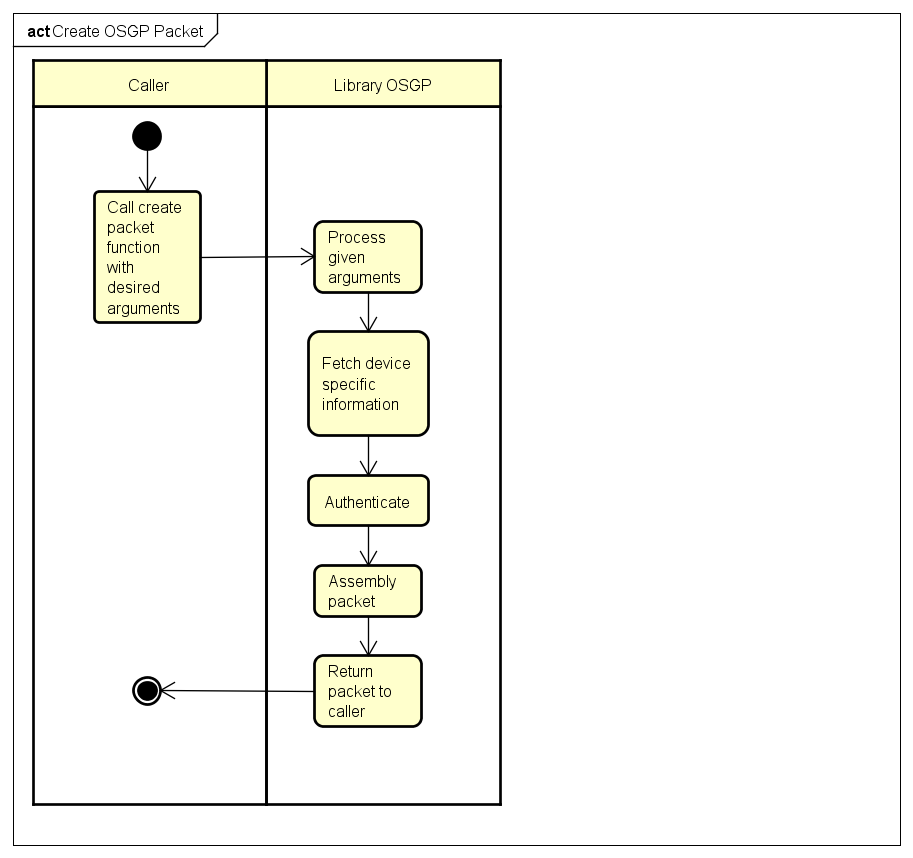 act Create OSGP Packet
Caller
Library OSGP
Call create
packet
function
with
desired
arguments
Process
given
arguments
Fetch device
specific
information
Authenticate
Assembly
packet
Return
packet to
caller